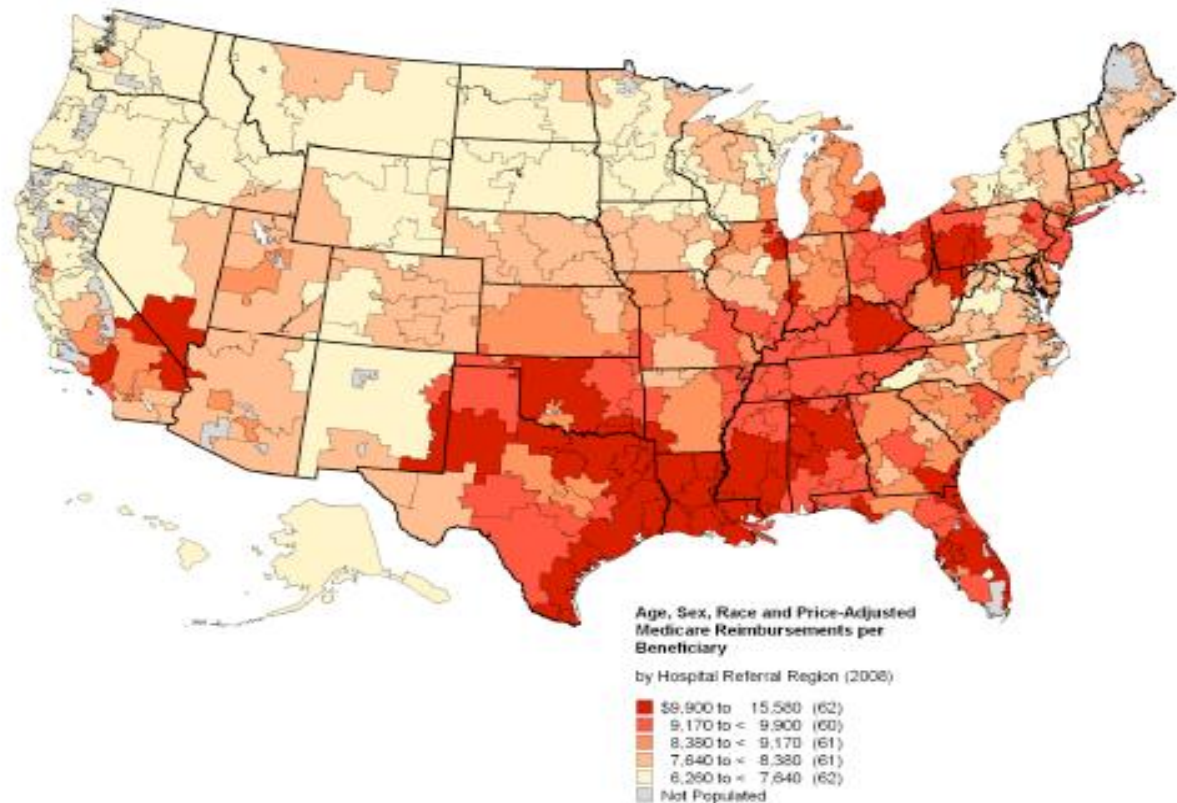 Age, Sex, Race and Price-Adjusted
Medicare Reimbursements per
Beneficiary
by Hospital Referral Region (2008)
$9,900 to 15,580 (62)
9,170 to < 9,900 (60)
8,380 to < 9,170 (61)
7,640 to < 8,380 (61)
6,260 to < 7,640 (62)
Not Populated